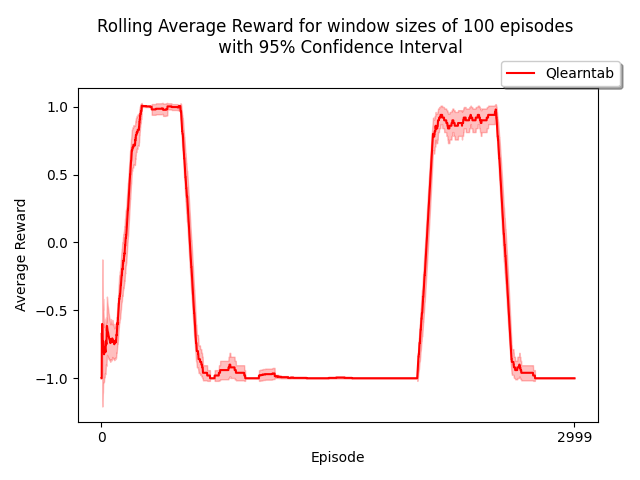 Rolling Average Reward for window sizes of 100 episodes
with 95% Confidence Interval
Qlearntab
1.0
0.5
0.0
−0.5
−1.0
Average Reward
0
2999
Episode